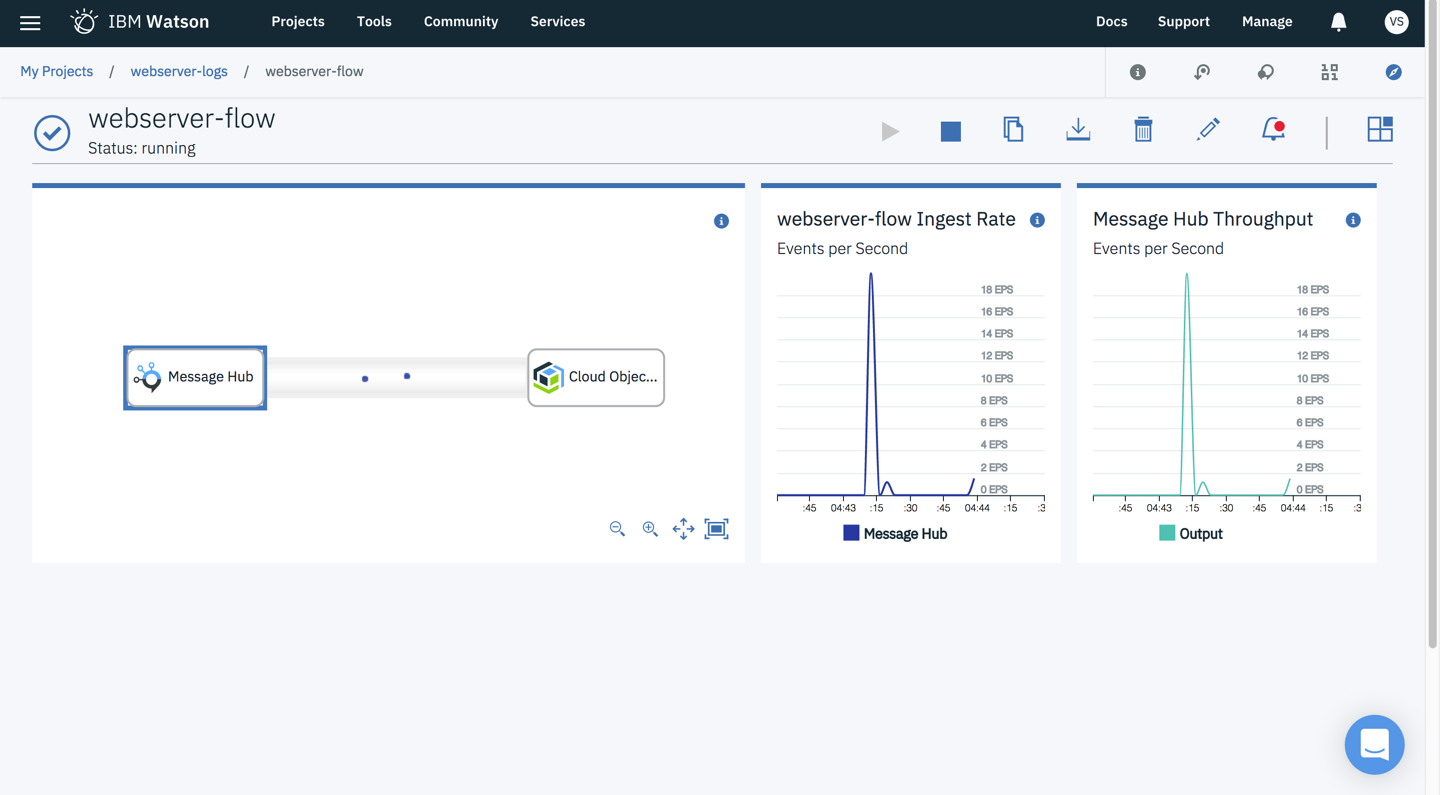 IBM Watson Projects Tools Community Services Docs Support Manage VS
My Projects / webserver-logs / webserver-flow
webserver-flow
Status: running
Message Hub
Cloud Objec...
webserver-flow Ingest Rate
Events per Second
18 EPS
16 EPS
14 EPS
12 EPS
10 EPS
8 EPS
6 EPS
4 EPS
2 EPS
0 EPS
:45 04:43 :15 :30 :45 04:44 :15 :3
Message Hub
Message Hub Throughput
Events per Second
18 EPS
16 EPS
14 EPS
12 EPS
10 EPS
8 EPS
6 EPS
4 EPS
2 EPS
0 EPS
:45 04:43 :15 :30 :45 04:44 :15 :3
Output